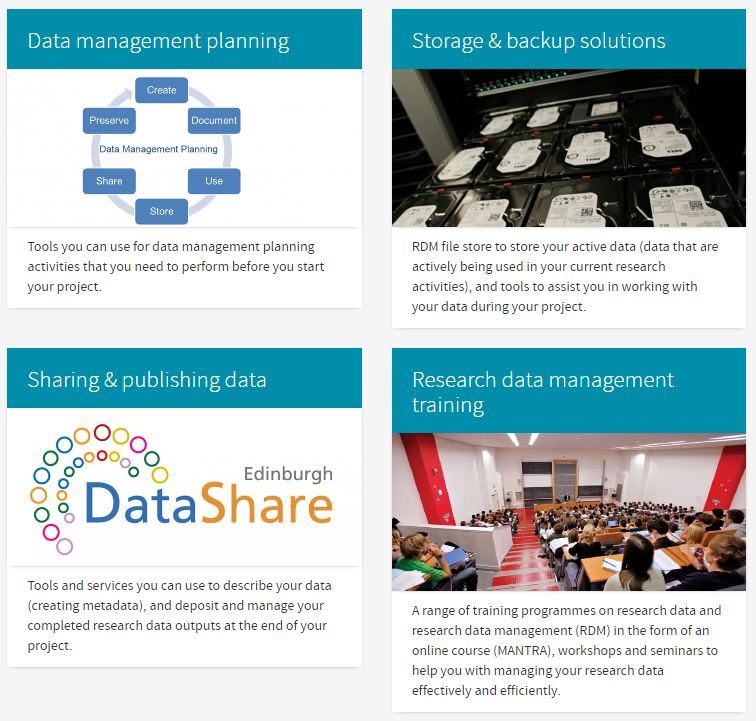 Data management planning
Create
Preserve
Document
Data Management Planning
Share
Use
Store
Tools you can use for data management planning
activities that you need to perform before you start
your project.
Storage & backup solutions
RDM file store to store your active data (data that are
actively being used in your current research
activities), and tools to assist you in working with
your data during your project.
Sharing & publishing data
Edinburgh
DataShare
Tools and services you can use to describe your data
(creating metadata), and deposit and manage your
completed research data outputs at the end of your
project.
Research data management
training
A range of training programmes on research data and
research data management (RDM) in the form of an
online course (MANTRA), workshops and seminars to
help you with managing your research data
effectively and efficiently.